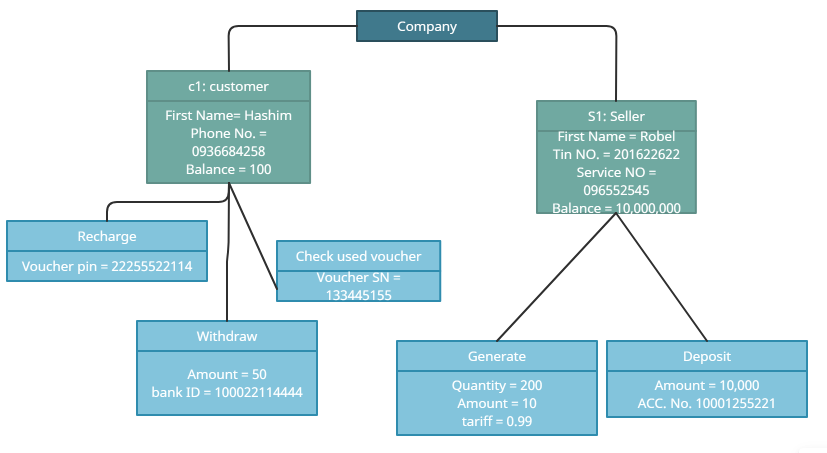 Company
c1: customer
First Name= Hashim
Phone No. =
0936684258
Balance = 100
S1: Seller
First Name = Robel
Tin NO. = 201622622
Service NO =
096552545
Balance = 10,000,000
Recharge
Voucher pin = 22255522114
Check used voucher
Voucher SN =
133445155
Withdraw
Amount = 50
bank ID = 100022114444
Generate
Quantity = 200
Amount = 10
tariff = 0.99
Deposit
Amount = 10,000
ACC. No. 10001255221